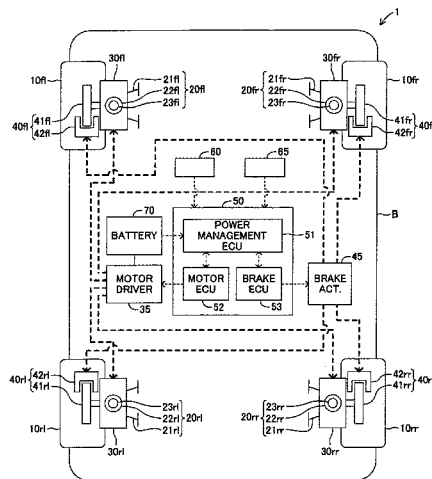 1
10fl
30fl
21fl
22fl
23fl
20fl
20fr
21fr
22fr
23fr
30fr
10fr
40fl
41fl
42fl
41fr
42fr
40fr
60
65
50
B
70
BATTERY
POWER
MANAGEMENT
ECU
51
45
MOTOR
DRIVER
35
MOTOR
ECU
52
BRAKE
ECU
53
BRAKE
ACT.
40rl
42rl
41rl
23rl
22rl
21rl
20rl
20rr
23rr
22rr
21rr
42rr
41rr
40rr
10rl
30rl
30rr
10rr